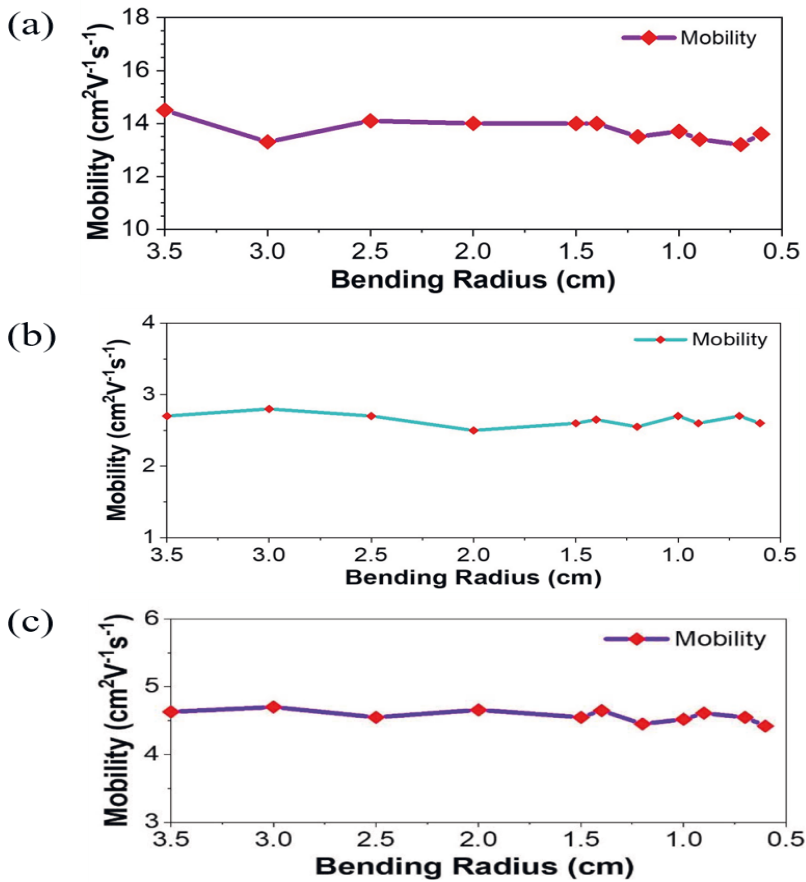 (a)
Mobility (cm²V⁻¹s⁻¹)
18
16
14
12
10
Mobility
3.5 3.0 2.5 2.0 1.5 1.0 0.5
Bending Radius (cm)
(b)
Mobility (cm²V⁻¹s⁻¹)
4
3
2
1
Mobility
3.5 3.0 2.5 2.0 1.5 1.0 0.5
Bending Radius (cm)
(c)
Mobility (cm²V⁻¹s⁻¹)
6
5
4
3
Mobility
3.5 3.0 2.5 2.0 1.5 1.0 0.5
Bending Radius (cm)